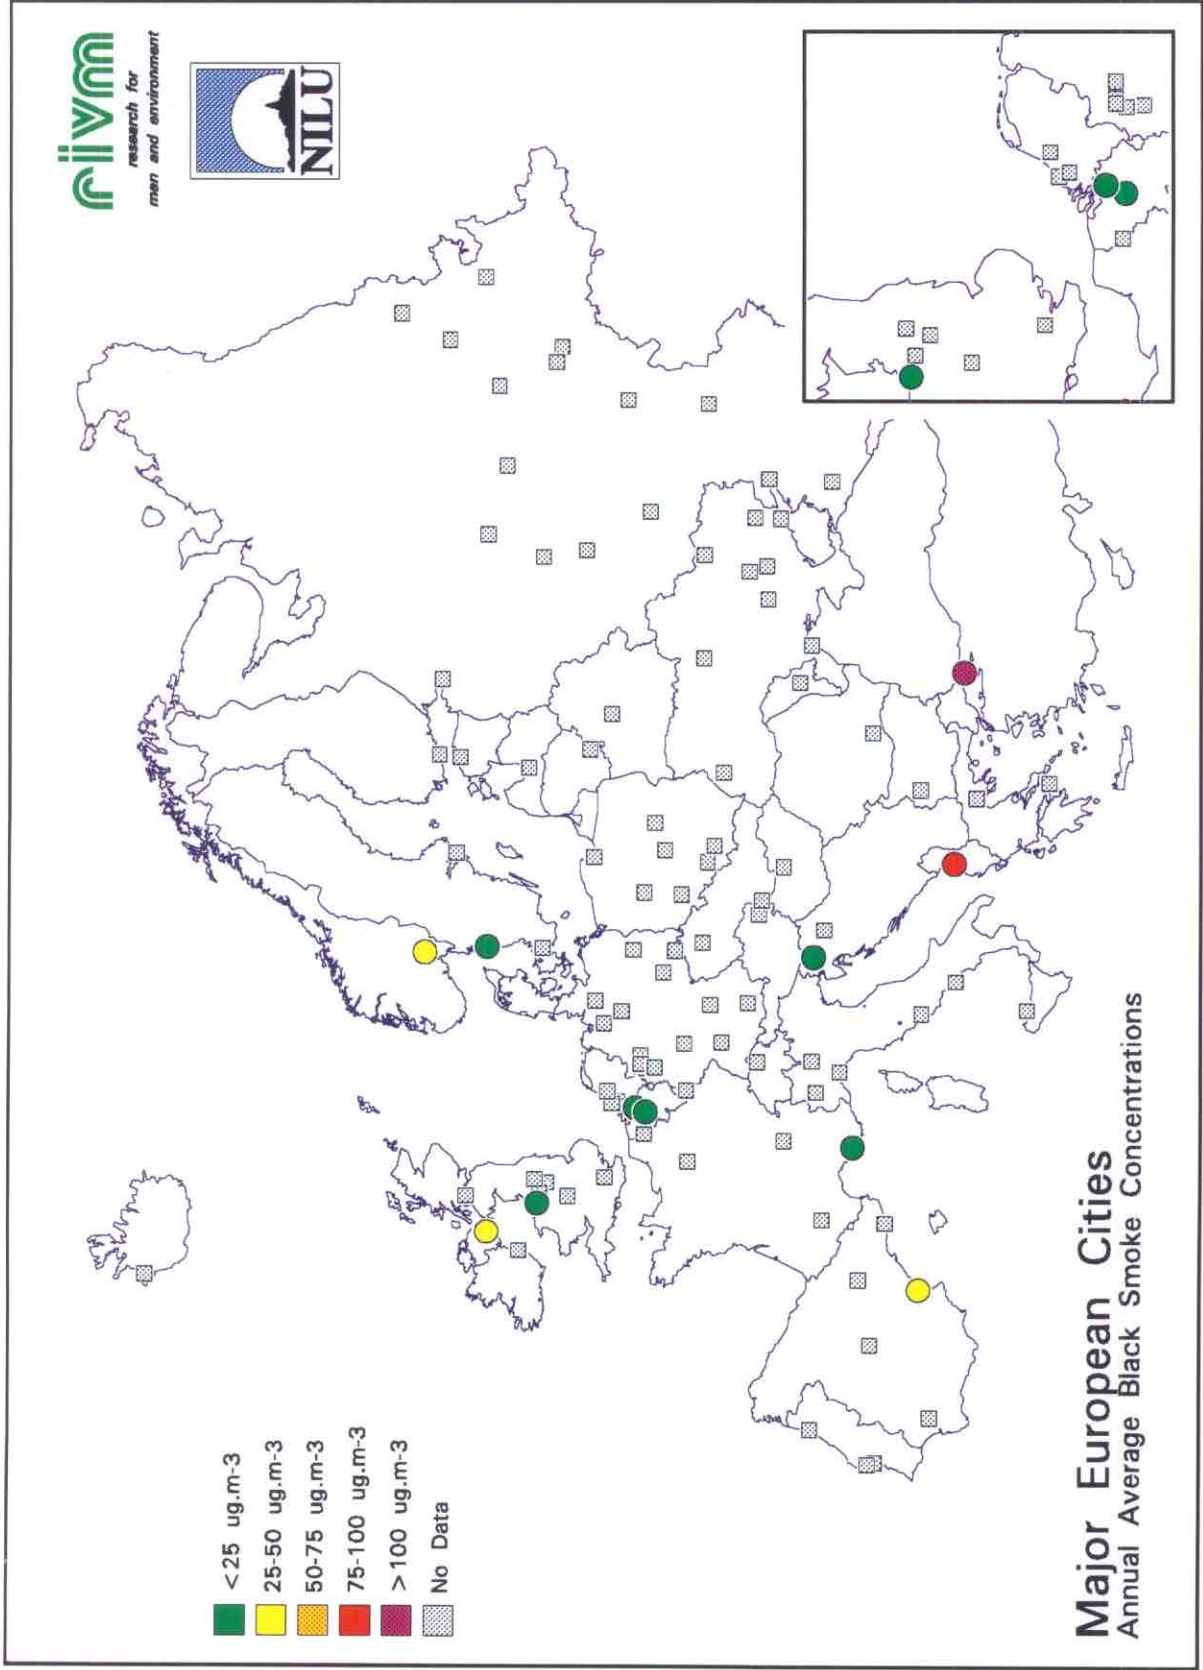 riivm
research for
man and environment
NILU
<25 ug.m-3
25-50 ug.m-3
50-75 ug.m-3
75-100 ug.m-3
>100 ug.m-3
No Data
Major European Cities
Annual Average Black Smoke Concentrations